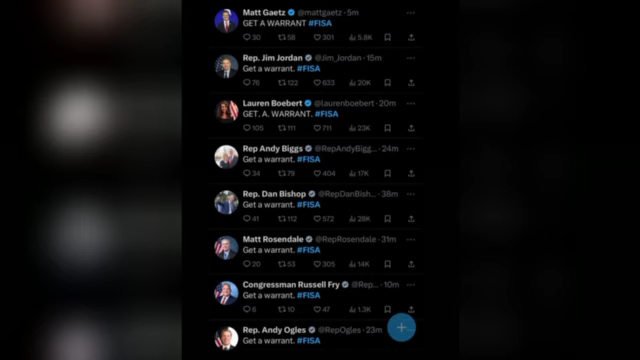 Matt Gaetz @mattgaetz · 5m
GET A WARRANT #FISA
30 58 301 5.8K
Rep. Jim Jordan @Jim_Jordan · 15m
Get a warrant. #FISA
76 122 633 20K
Lauren Boebert @laurenboebert · 20m
GET. A. WARRANT. #FISA
105 111 711 23K
Rep Andy Biggs @RepAndyBigg... · 24m
Get a warrant. #FISA
34 79 404 17K
Rep. Dan Bishop @RepDanBish... · 38m
Get a warrant. #FISA
41 112 572 28K
Matt Rosendale @RepRosendale · 31m
Get a warrant. #FISA
20 53 305 14K
Congressman Russell Fry @Rep... · 10m
Get a warrant. #FISA
6 10 47 1.3K
Rep. Andy Ogles @RepOgles · 23m
Get a warrant. #FISA